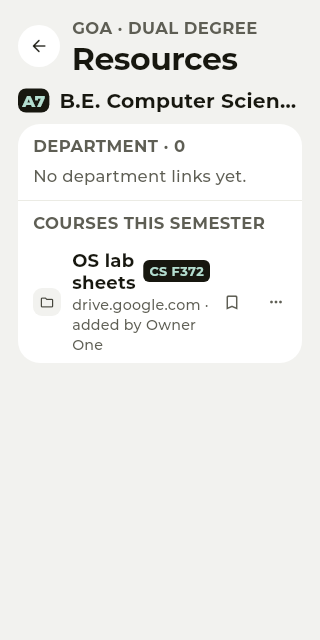 GOA · DUAL DEGREE
Resources
A7 B.E. Computer Scien...
DEPARTMENT · 0
No department links yet.
COURSES THIS SEMESTER
OS lab
sheets
CS F372
drive.google.com ·
added by Owner
One